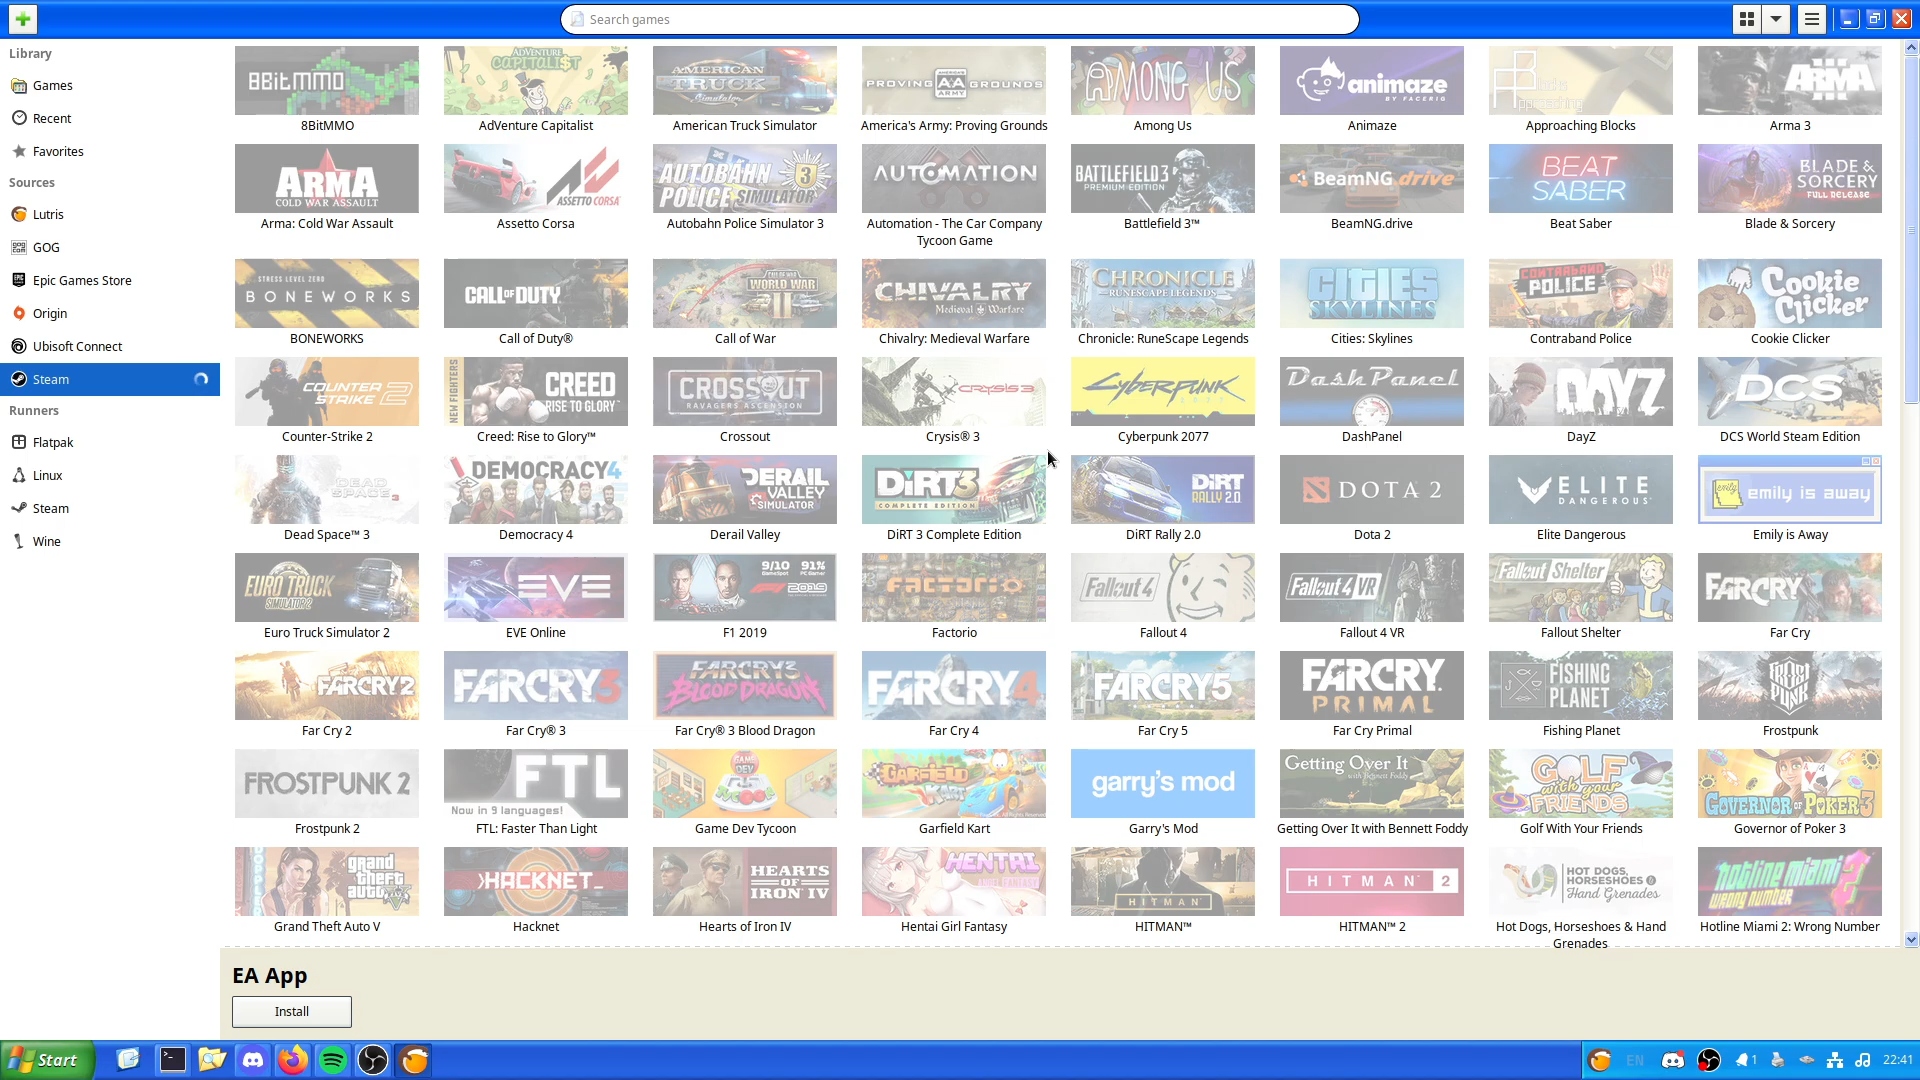 Search games
Library
Games
Recent
Favorites
Sources
Lutris
GOG
Epic Games Store
Origin
Ubisoft Connect
Steam
Runners
Flatpak
Linux
Steam
Wine
8BitMMO
AdVenture Capitalist
American Truck Simulator
America's Army: Proving Grounds
Among Us
Animaze
Approaching Blocks
Arma 3
Arma: Cold War Assault
Assetto Corsa
Autobahn Police Simulator 3
Automation - The Car Company
Tycoon Game
Battlefield 3™
BeamNG.drive
Beat Saber
Blade & Sorcery
BONEWORKS
Call of Duty®
Call of War
Chivalry: Medieval Warfare
Chronicle: RuneScape Legends
Cities: Skylines
Contraband Police
Cookie Clicker
Counter-Strike 2
Creed: Rise to Glory™
Crossout
Crysis® 3
Cyberpunk 2077
DashPanel
DayZ
DCS World Steam Edition
Dead Space™ 3
Democracy 4
Derail Valley
DiRT 3 Complete Edition
DiRT Rally 2.0
Dota 2
Elite Dangerous
Emily is Away
Euro Truck Simulator 2
EVE Online
F1 2019
Factorio
Fallout 4
Fallout 4 VR
Fallout Shelter
Far Cry
Far Cry 2
Far Cry® 3
Far Cry® 3 Blood Dragon
Far Cry 4
Far Cry 5
Far Cry Primal
Fishing Planet
Frostpunk
Frostpunk 2
FTL: Faster Than Light
Game Dev Tycoon
Garfield Kart
Garry's Mod
Getting Over It with Bennett Foddy
Golf With Your Friends
Governor of Poker 3
Grand Theft Auto V
Hacknet
Hearts of Iron IV
Hentai Girl Fantasy
HITMAN™
HITMAN™ 2
Hot Dogs, Horseshoes & Hand
Grenades
Hotline Miami 2: Wrong Number
EA App
Install
Start
EN
1
22:41